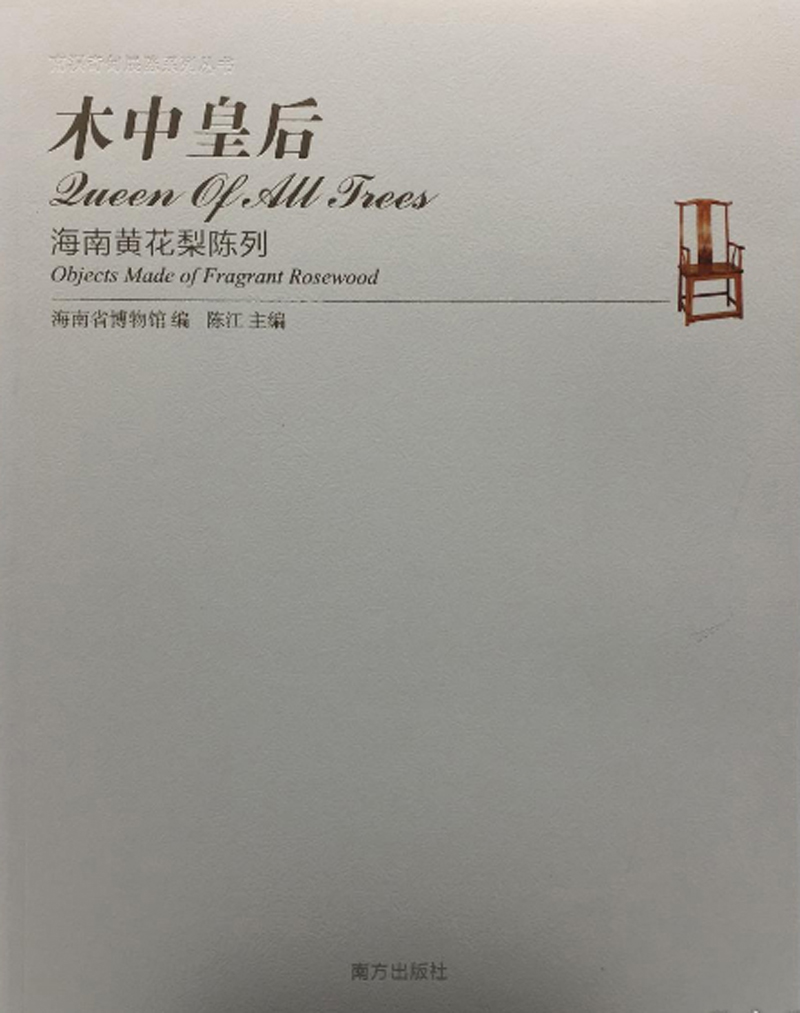 木中皇后
Queen Of All Trees
海南黄花梨陈列
Objects Made of Fragrant Rosewood
海南省博物馆 编 陈江 主编
南方出版社